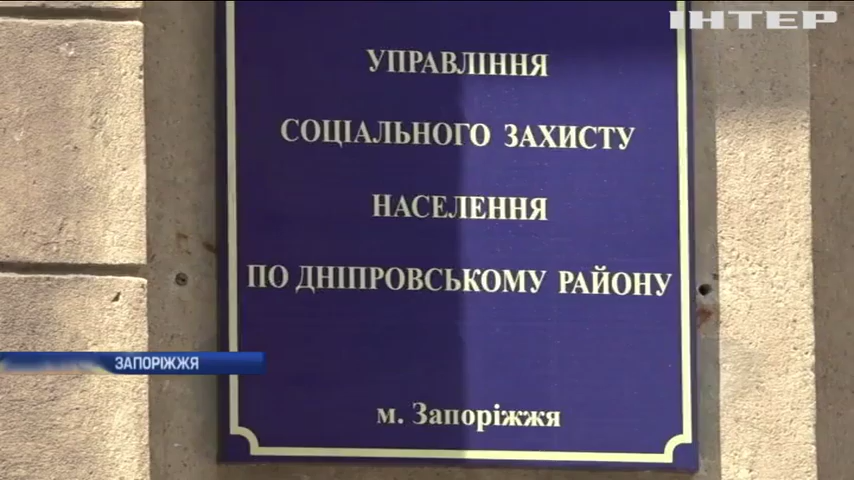 ІНТЕР
УПРАВЛІННЯ
СОЦІАЛЬНОГО ЗАХИСТУ
НАСЕЛЕННЯ
ПО ДНІПРОВСЬКОМУ РАЙОНУ
ЗАПОРІЖЖЯ
м. Запоріжжя